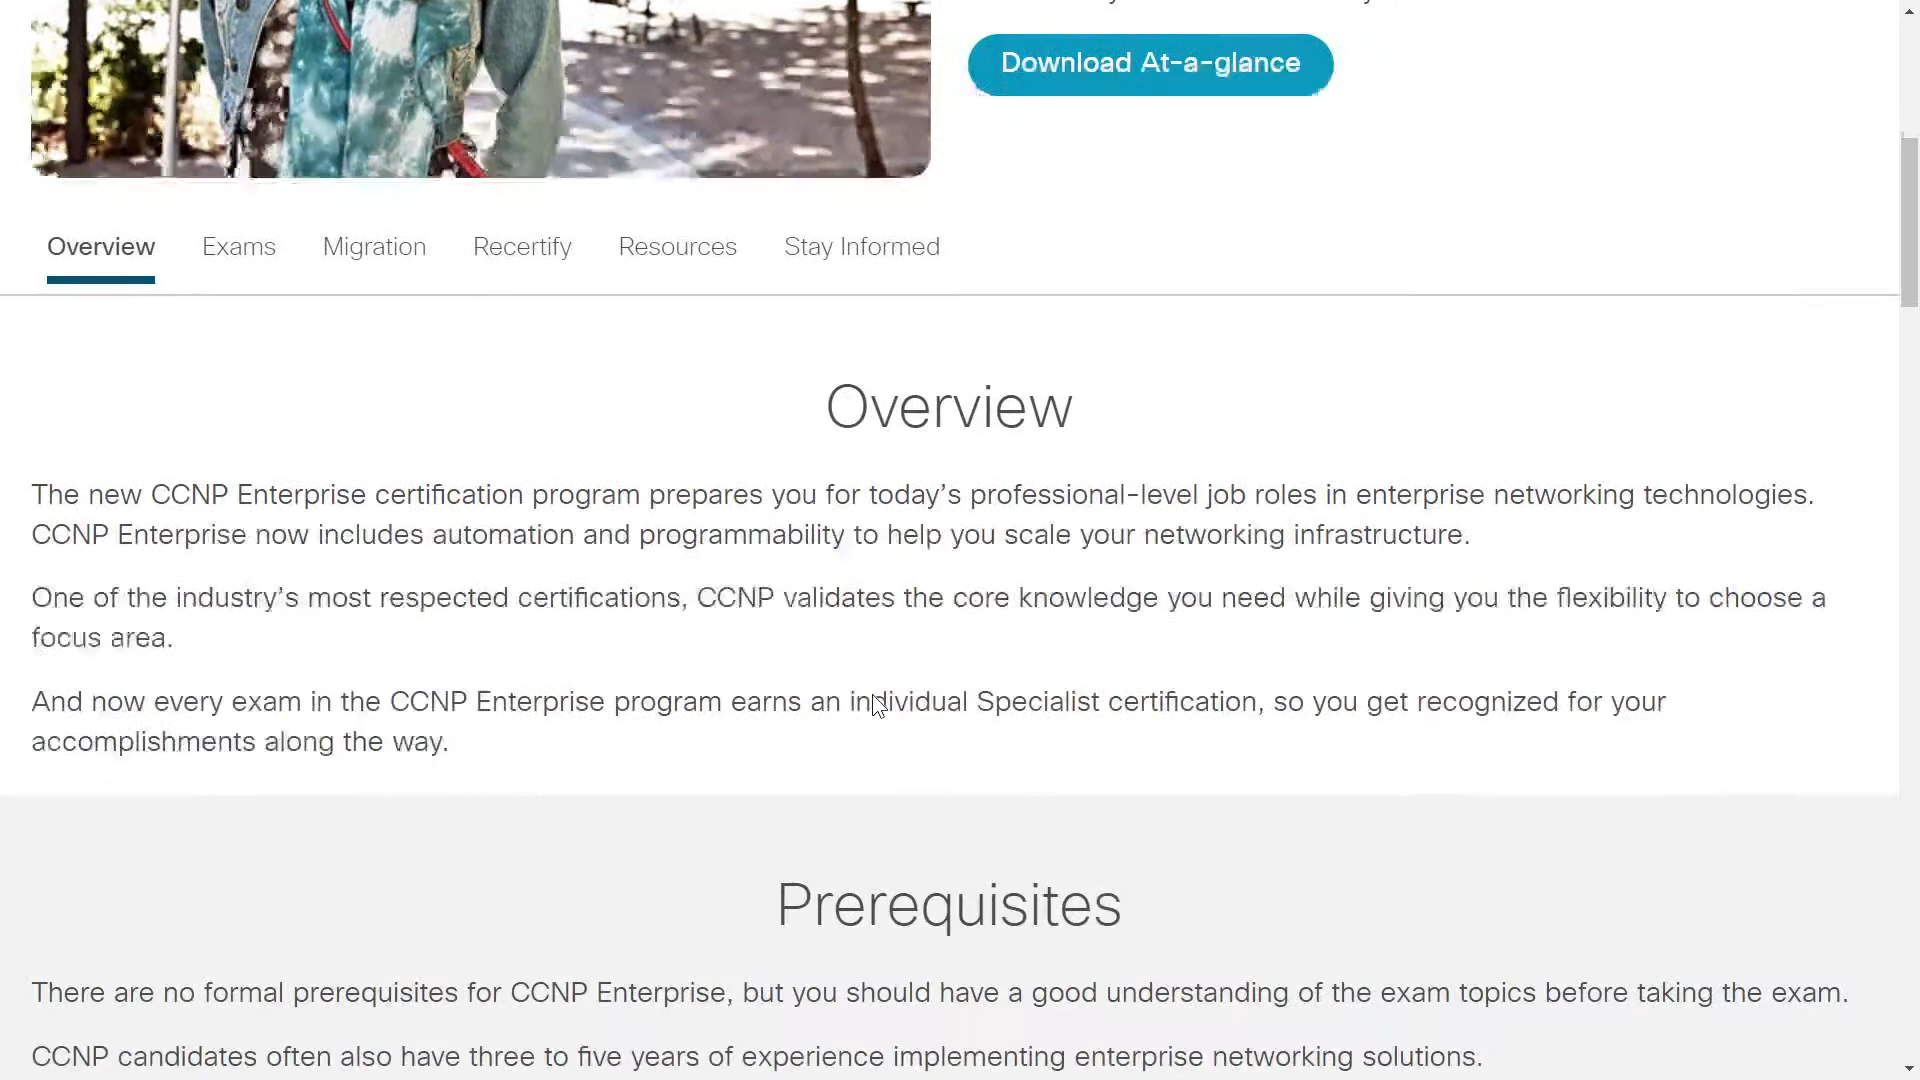 Download At-a-glance
Overview Exams Migration Recertify Resources Stay Informed
Overview
The new CCNP Enterprise certification program prepares you for today’s professional-level job roles in enterprise networking technologies.
CCNP Enterprise now includes automation and programmability to help you scale your networking infrastructure.
One of the industry’s most respected certifications, CCNP validates the core knowledge you need while giving you the flexibility to choose a
focus area.
And now every exam in the CCNP Enterprise program earns an individual Specialist certification, so you get recognized for your
accomplishments along the way.
Prerequisites
There are no formal prerequisites for CCNP Enterprise, but you should have a good understanding of the exam topics before taking the exam.
CCNP candidates often also have three to five years of experience implementing enterprise networking solutions.